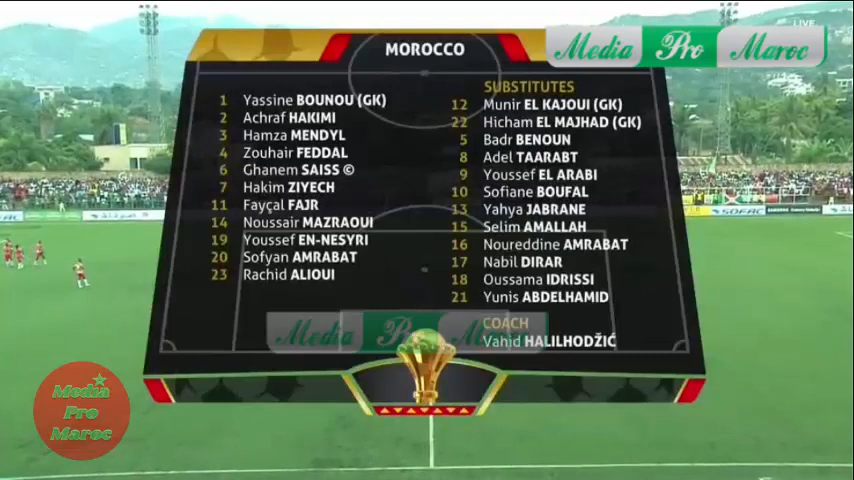 LIVE
Media Pro Maroc
MOROCCO
1 Yassine BOUNOU (GK)
2 Achraf HAKIMI
3 Hamza MENDYL
4 Zouhair FEDDAL
6 Ghanem SAISS ©
7 Hakim ZIYECH
11 Fayçal FAJR
14 Noussair MAZRAOUI
19 Youssef EN-NESYRI
20 Sofyan AMRABAT
23 Rachid ALIOUI
SUBSTITUTES
12 Munir EL KAJOUI (GK)
22 Hicham EL MAJHAD (GK)
5 Badr BENOUN
8 Adel TAARABT
9 Youssef EL ARABI
10 Sofiane BOUFAL
13 Yahya JABRANE
15 Selim AMALLAH
16 Noureddine AMRABAT
17 Nabil DIRAR
18 Oussama IDRISSI
21 Yunis ABDELHAMID
COACH
Vahid HALILHODŽIĆ
Media Pro Maroc
Media
Pro
Maroc